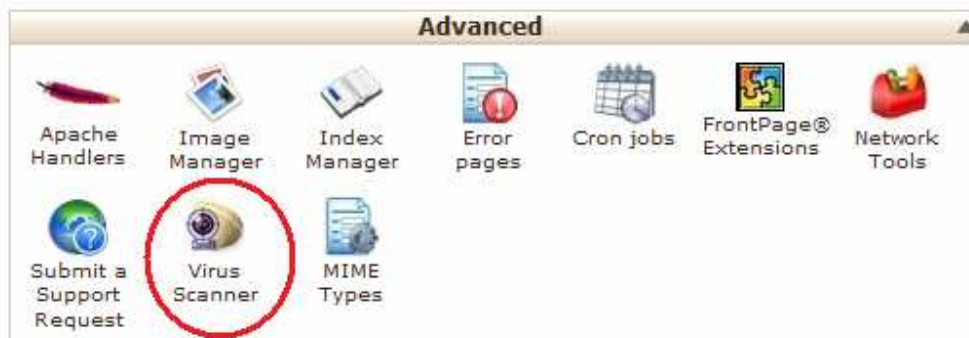 Advanced
Apache
Handlers
Image
Manager
Index
Manager
Error
pages
Cron jobs
FrontPage®
Extensions
Network
Tools
Submit a
Support
Request
Virus
Scanner
MIME
Types